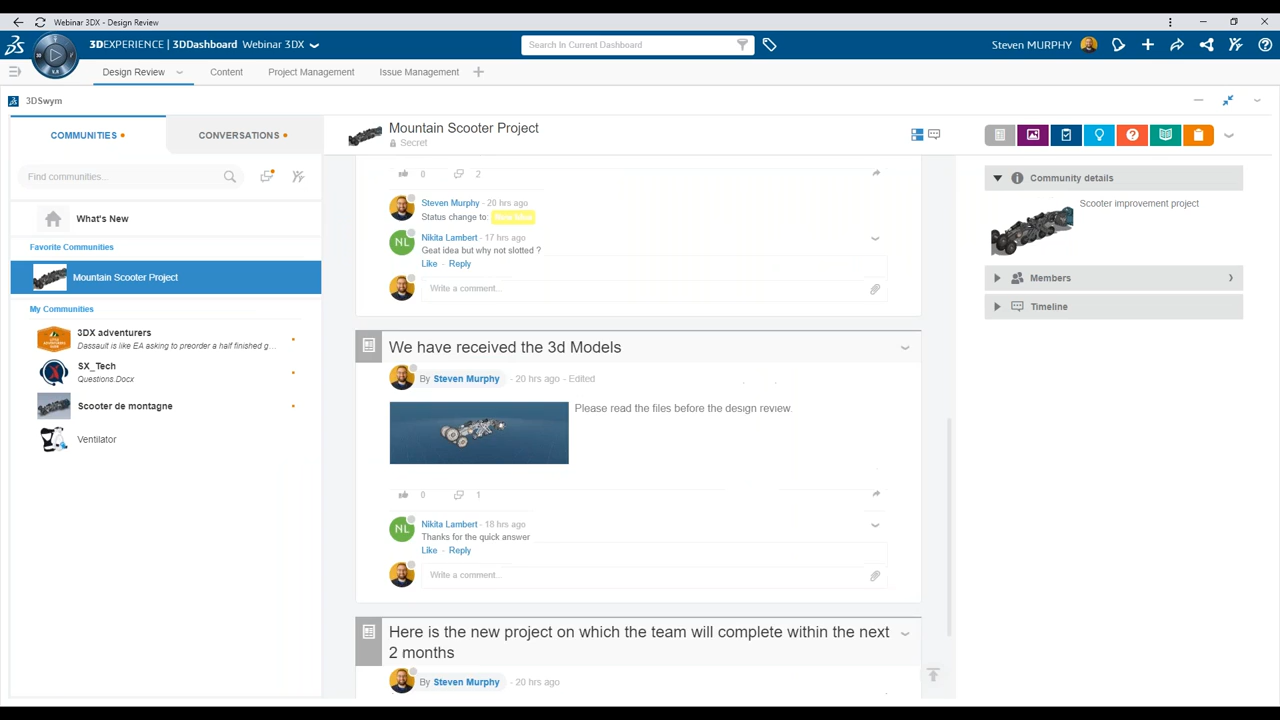 Webinar 3DX - Design Review
3DEXPERIENCE | 3DDashboard Webinar 3DX
Search In Current Dashboard
Steven MURPHY
Design Review
Content
Project Management
Issue Management
3DSwym
COMMUNITIES
CONVERSATIONS
Find communities...
What's New
Favorite Communities
Mountain Scooter Project
My Communities
3DX adventurers
Dassault is like EA asking to preorder a half finished g...
SX_Tech
Questions.Docx
Scooter de montagne
Ventilator
Mountain Scooter Project
Secret
0
2
Steven Murphy - 20 hrs ago
Status change to:
NL
Nikita Lambert - 17 hrs ago
Geat idea but why not slotted ?
Like - Reply
Write a comment...
We have received the 3d Models
By Steven Murphy - 20 hrs ago - Edited
Please read the files before the design review.
0
1
NL
Nikita Lambert - 18 hrs ago
Thanks for the quick answer
Like - Reply
Write a comment...
Here is the new project on which the team will complete within the next
2 months
By Steven Murphy - 20 hrs ago
Community details
Scooter improvement project
Members
Timeline